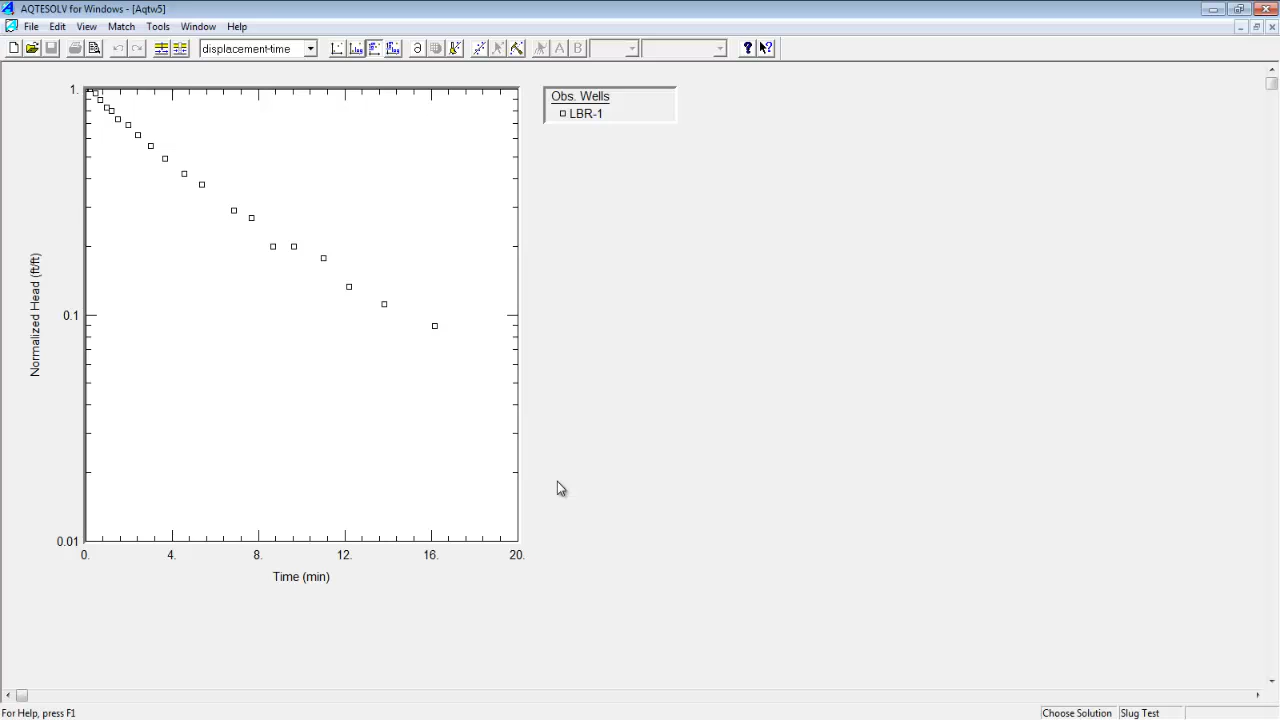 AQTESOLV for Windows - [Aqtw5]
File Edit View Match Tools Window Help
displacement-time
∂
A
B
?
?
Obs. Wells
LBR-1
1.
0.1
0.01
Normalized Head (ft/ft)
0. 4. 8. 12. 16. 20.
Time (min)
For Help, press F1
Choose Solution
Slug Test